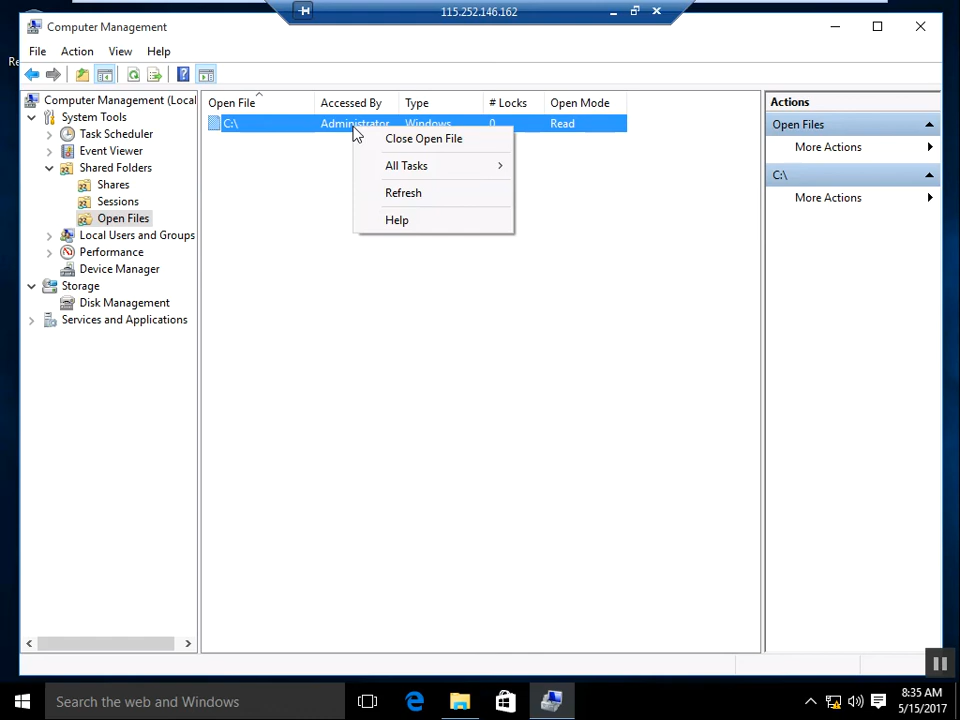 115.252.146.162
Computer Management
Re
File Action View Help
Computer Management (Local
System Tools
Task Scheduler
Event Viewer
Shared Folders
Shares
Sessions
Open Files
Local Users and Groups
Performance
Device Manager
Storage
Disk Management
Services and Applications
Open File Accessed By Type # Locks Open Mode
C:\ Administrator Windows 0 Read
Close Open File
All Tasks
Refresh
Help
Actions
Open Files
More Actions
C:\
More Actions
Search the web and Windows
8:35 AM
5/15/2017